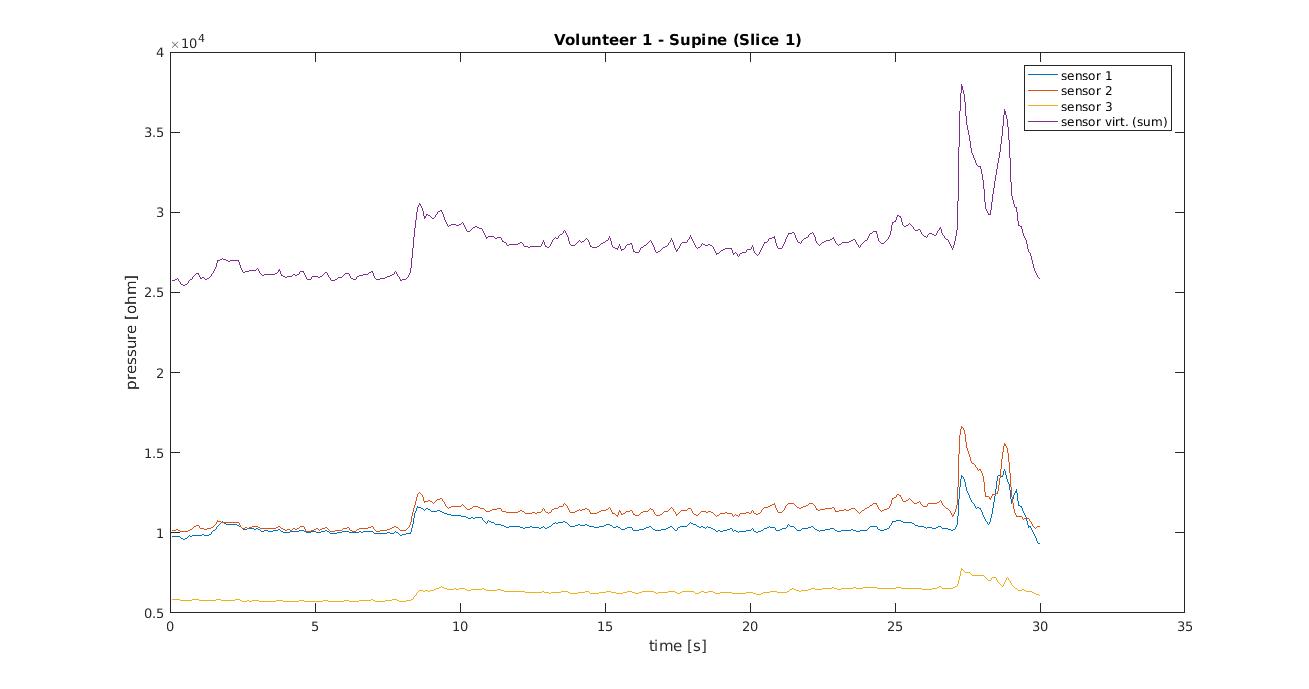 Volunteer 1 - Supine (Slice 1)
×10⁴
4
3.5
3
2.5
2
1.5
1
0.5
pressure [ohm]
0 5 10 15 20 25 30 35
time [s]
sensor 1
sensor 2
sensor 3
sensor virt. (sum)